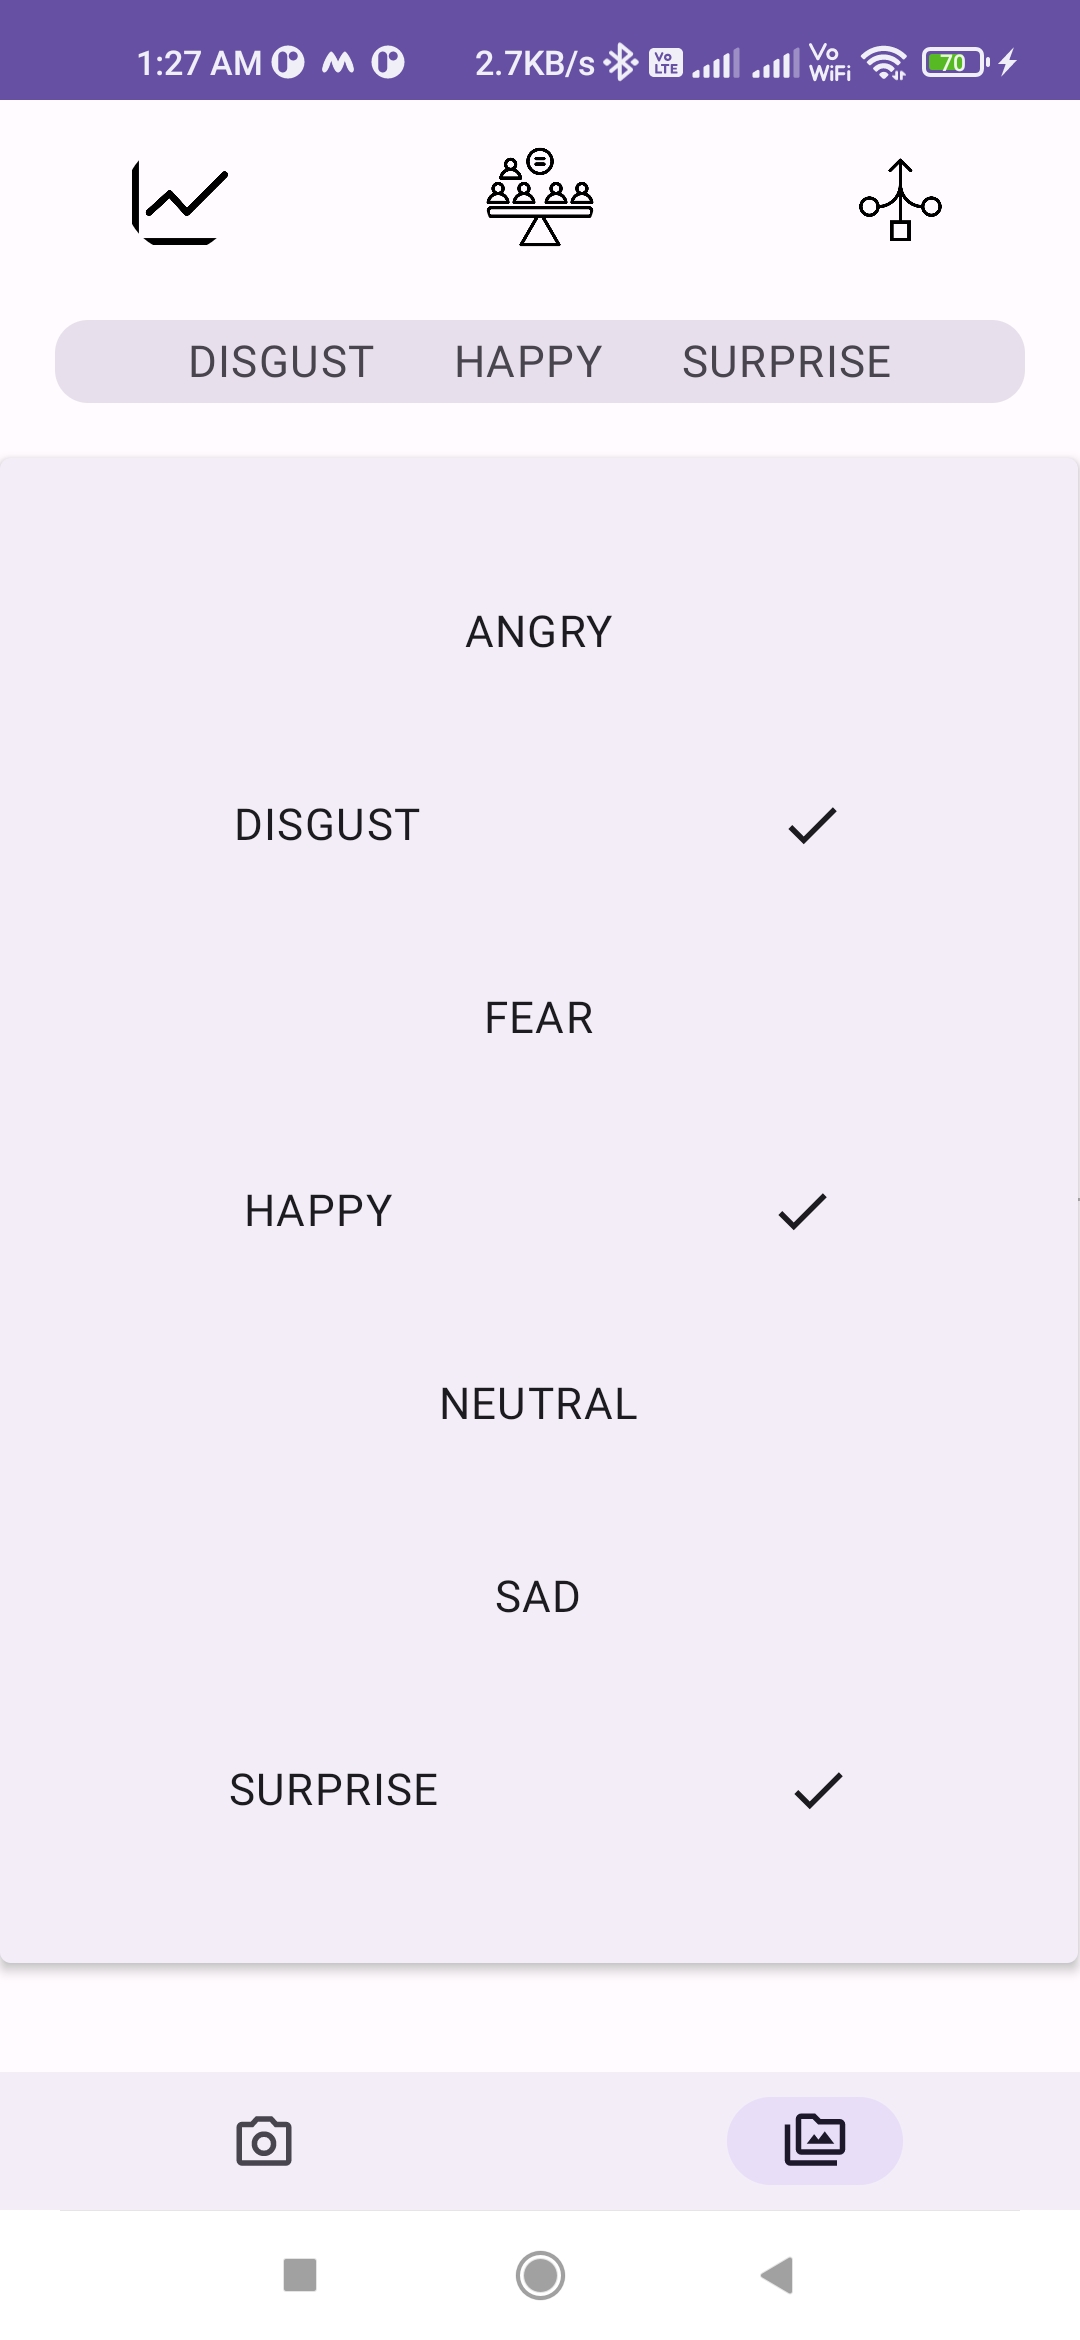 1:27 AM 2.7KB/s Vo LTE Vo WiFi 70
DISGUST HAPPY SURPRISE
ANGRY
DISGUST
FEAR
HAPPY
NEUTRAL
SAD
SURPRISE